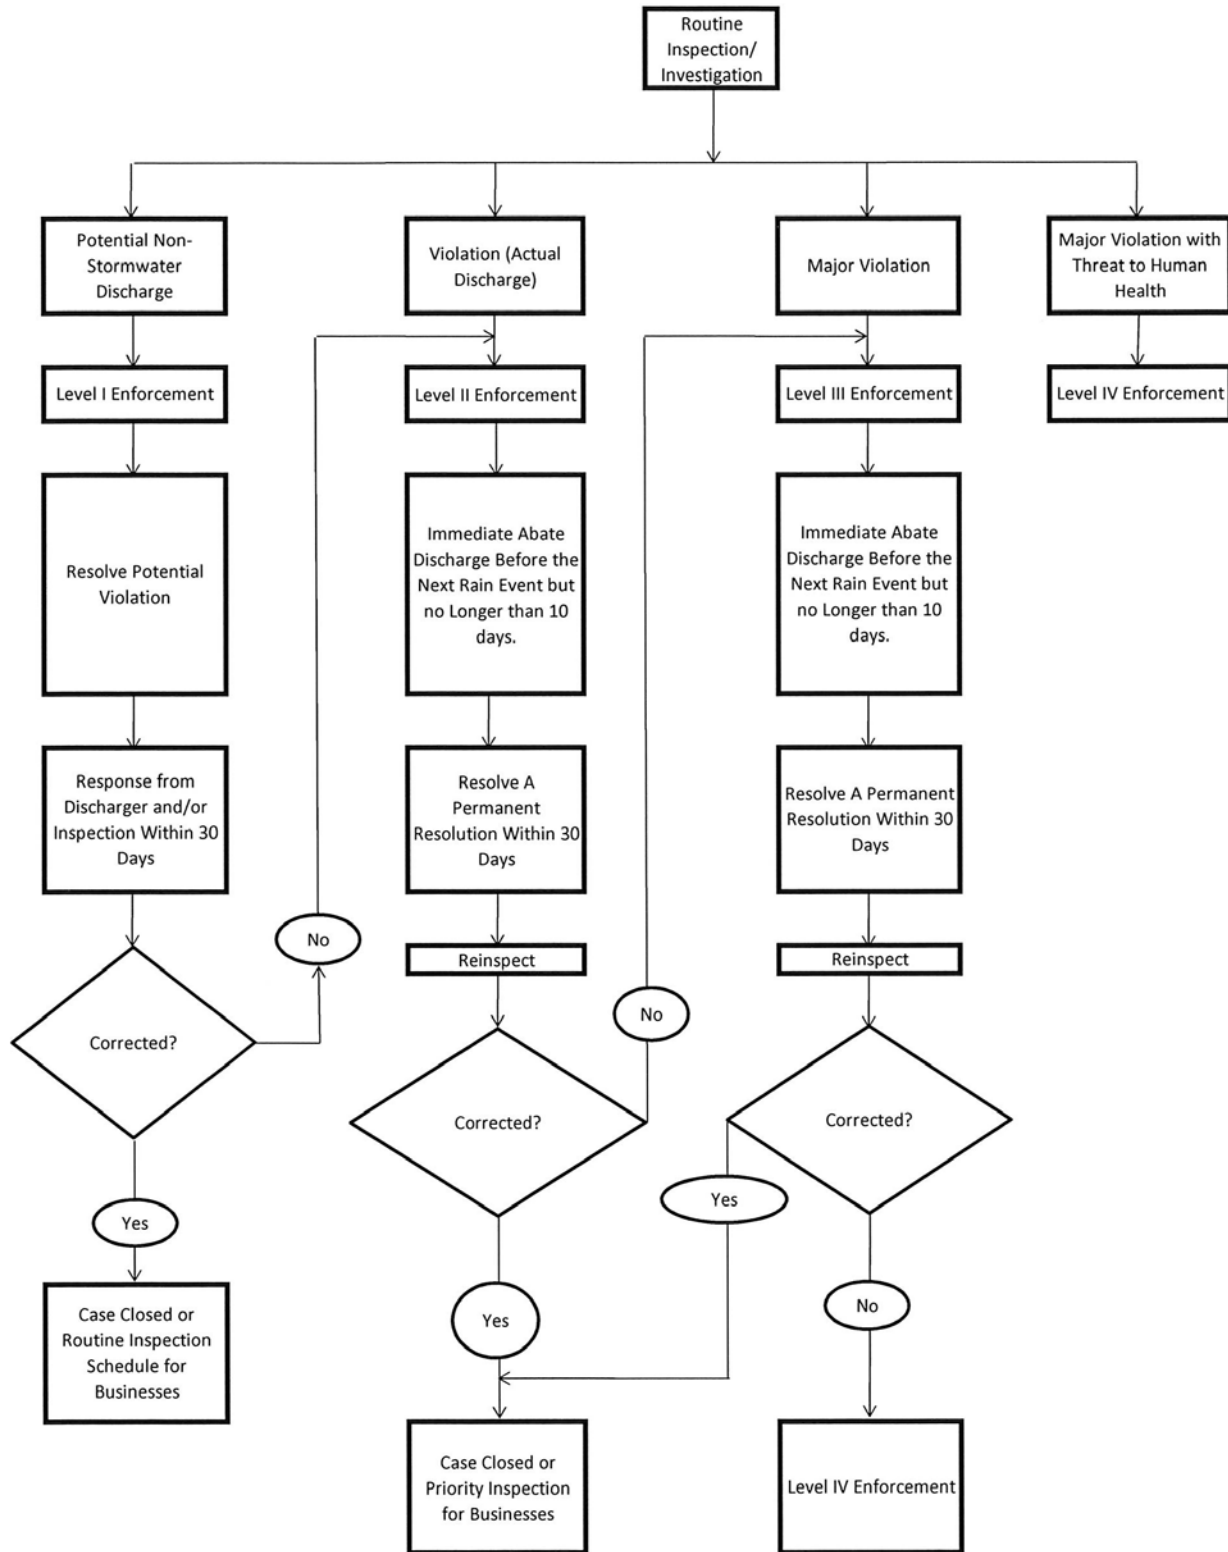 Routine
Inspection/
Investigation
Potential Non-
Stormwater
Discharge
Violation (Actual
Discharge)
Major Violation
Major Violation with
Threat to Human
Health
Level I Enforcement
Level II Enforcement
Level III Enforcement
Level IV Enforcement
Resolve Potential
Violation
Immediate Abate
Discharge Before the
Next Rain Event but
no Longer than 10
days.
Immediate Abate
Discharge Before the
Next Rain Event but
no Longer than 10
days.
Response from
Discharger and/or
Inspection Within 30
Days
Resolve A
Permanent
Resolution Within 30
Days
Resolve A Permanent
Resolution Within 30
Days
No
Reinspect
Reinspect
No
Corrected?
Corrected?
Corrected?
Yes
Yes
Yes
No
Case Closed or
Routine Inspection
Schedule for
Businesses
Case Closed or
Priority Inspection
for Businesses
Level IV Enforcement